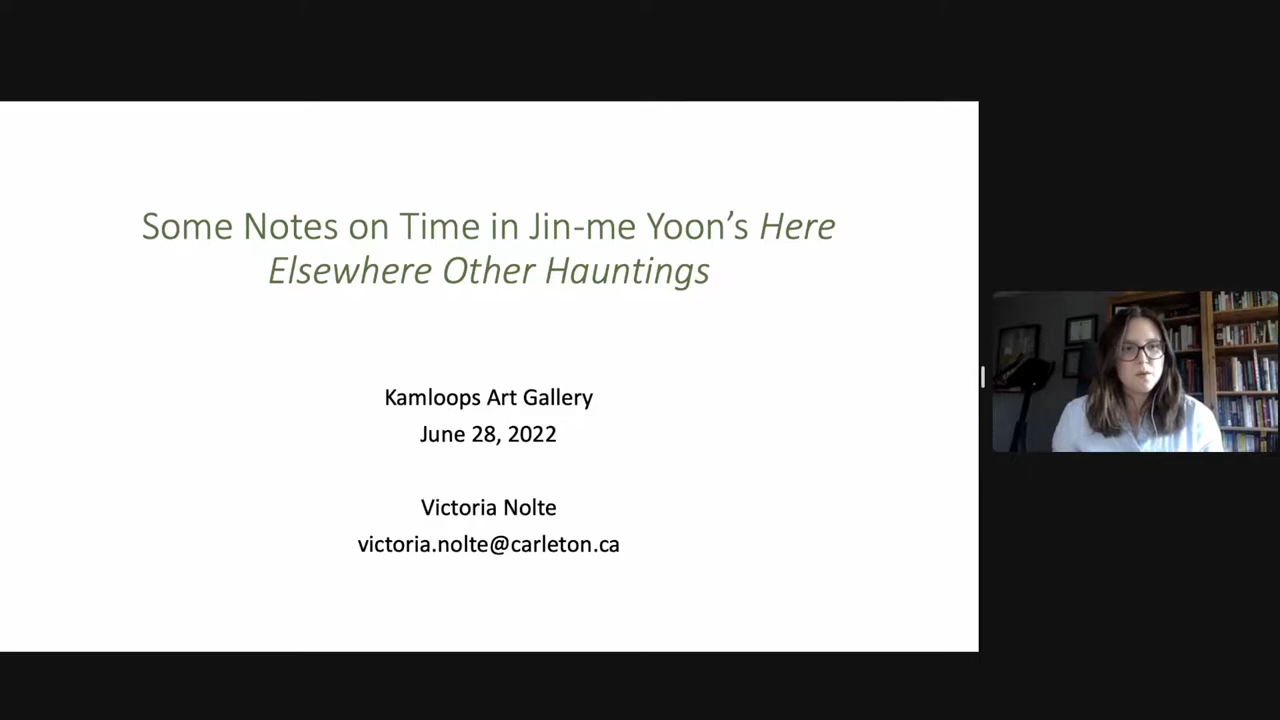 Some Notes on Time in Jin-me Yoon’s Here
Elsewhere Other Hauntings
Kamloops Art Gallery
June 28, 2022
Victoria Nolte
victoria.nolte@carleton.ca